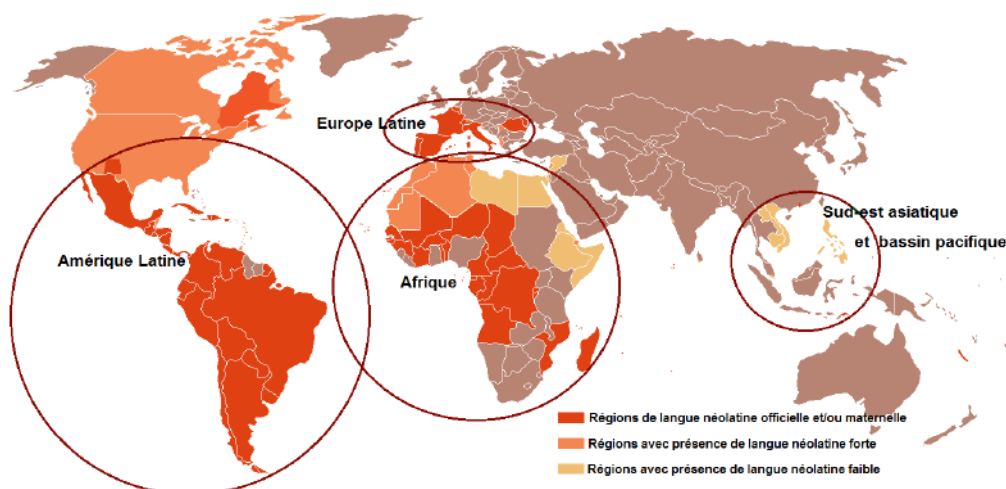 Europe Latine
Sud-est asiatique
et bassin pacifique
Amérique Latine
Afrique
Régions de langue néolatine officielle et/ou maternelle
Régions avec présence de langue néolatine forte
Régions avec présence de langue néolatine faible